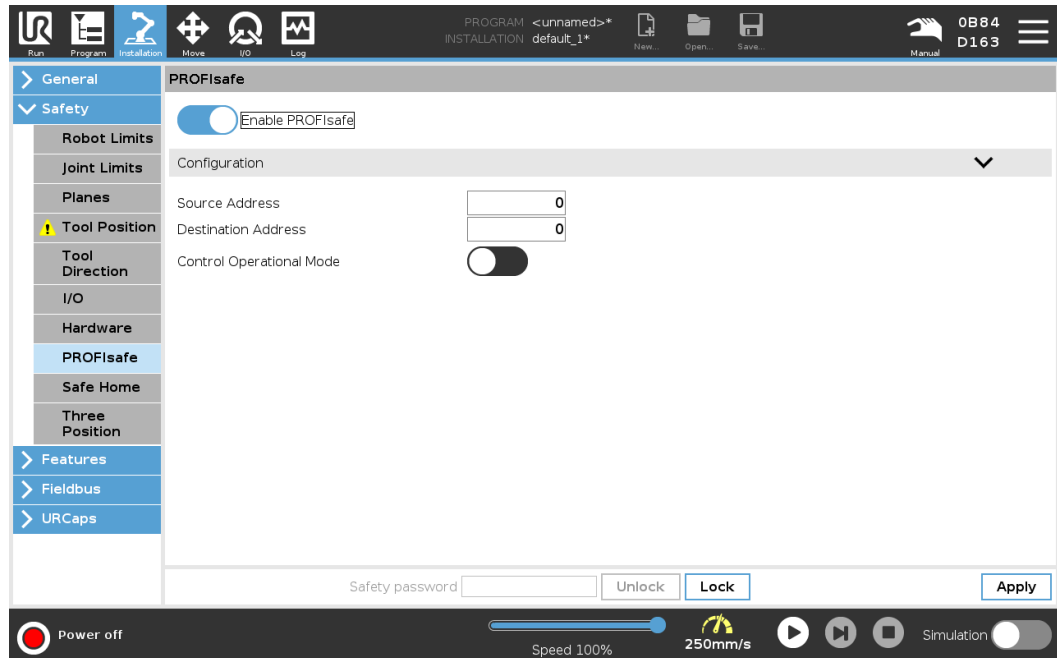 UR
PROGRAM <unnamed>*
INSTALLATION default_1*
Run Program Installation Move I/O Log New... Open... Save... Manual
0B84
D163
General
Safety
Robot Limits
Joint Limits
Planes
Tool Position
Tool
Direction
I/O
Hardware
PROFIsafe
Safe Home
Three
Position
Features
Fieldbus
URCaps
PROFIsafe
Enable PROFIsafe
Configuration
Source Address 0
Destination Address 0
Control Operational Mode
Safety password Unlock Lock Apply
Power off
Speed 100%
250mm/s
Simulation